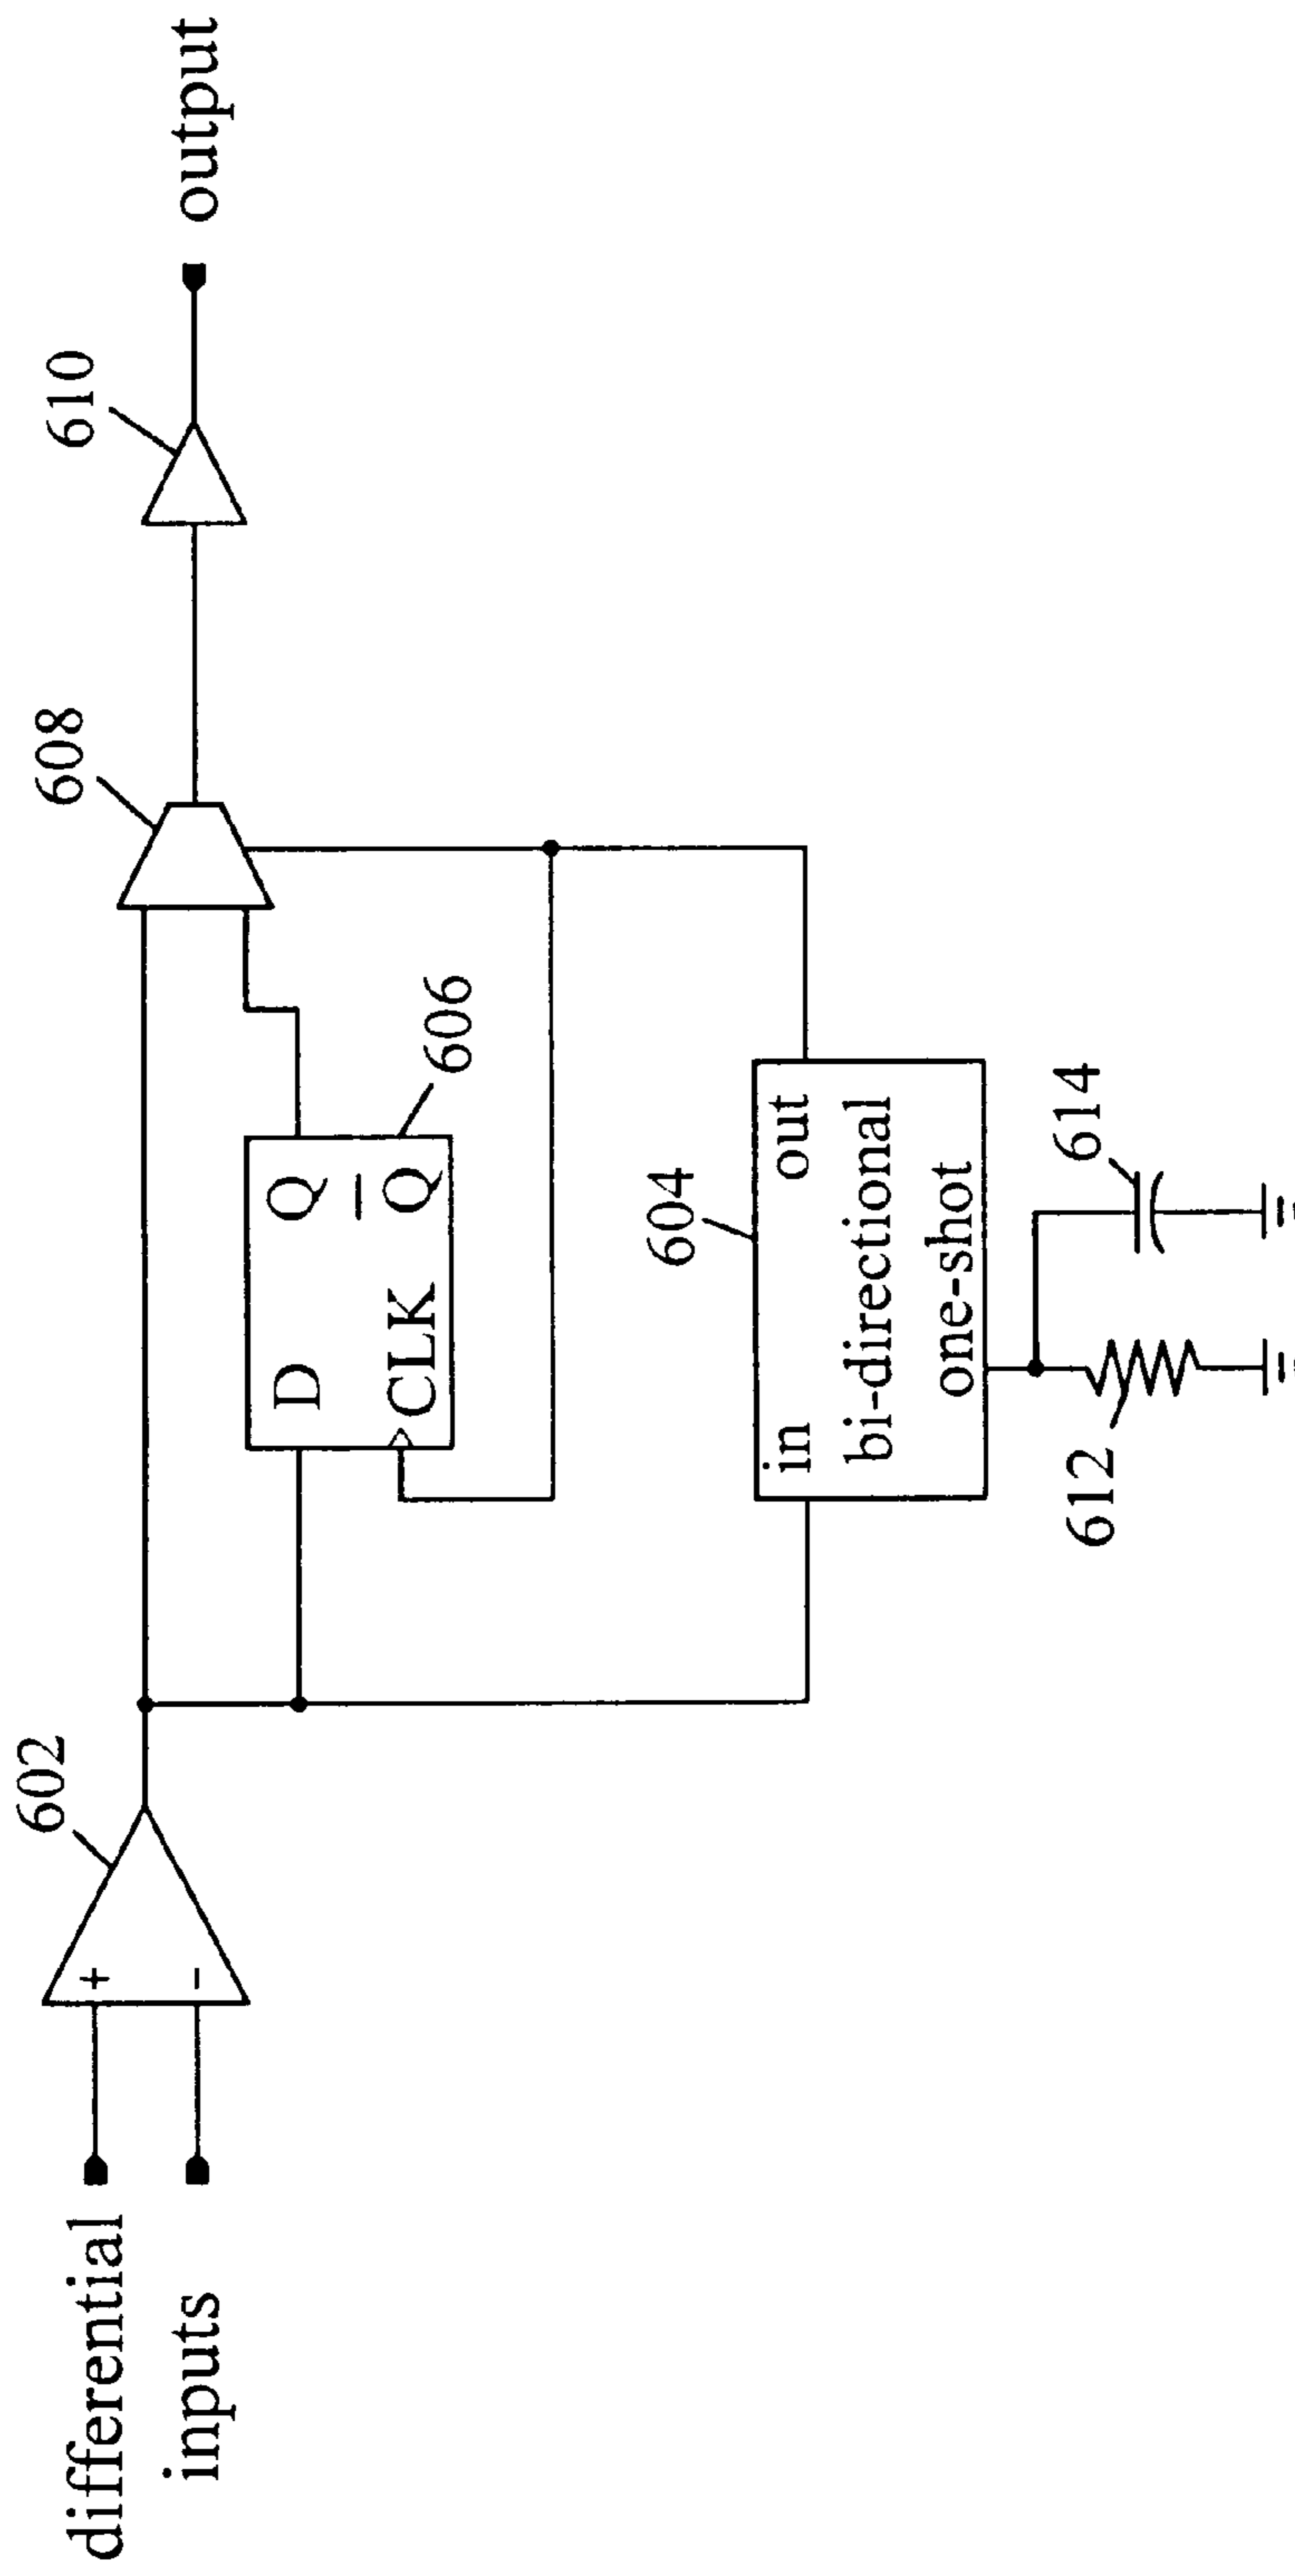 differential
inputs
+
-
602
D
Q
CLK
Q
606
608
610
output
604
in
out
bi-directional
one-shot
612
614